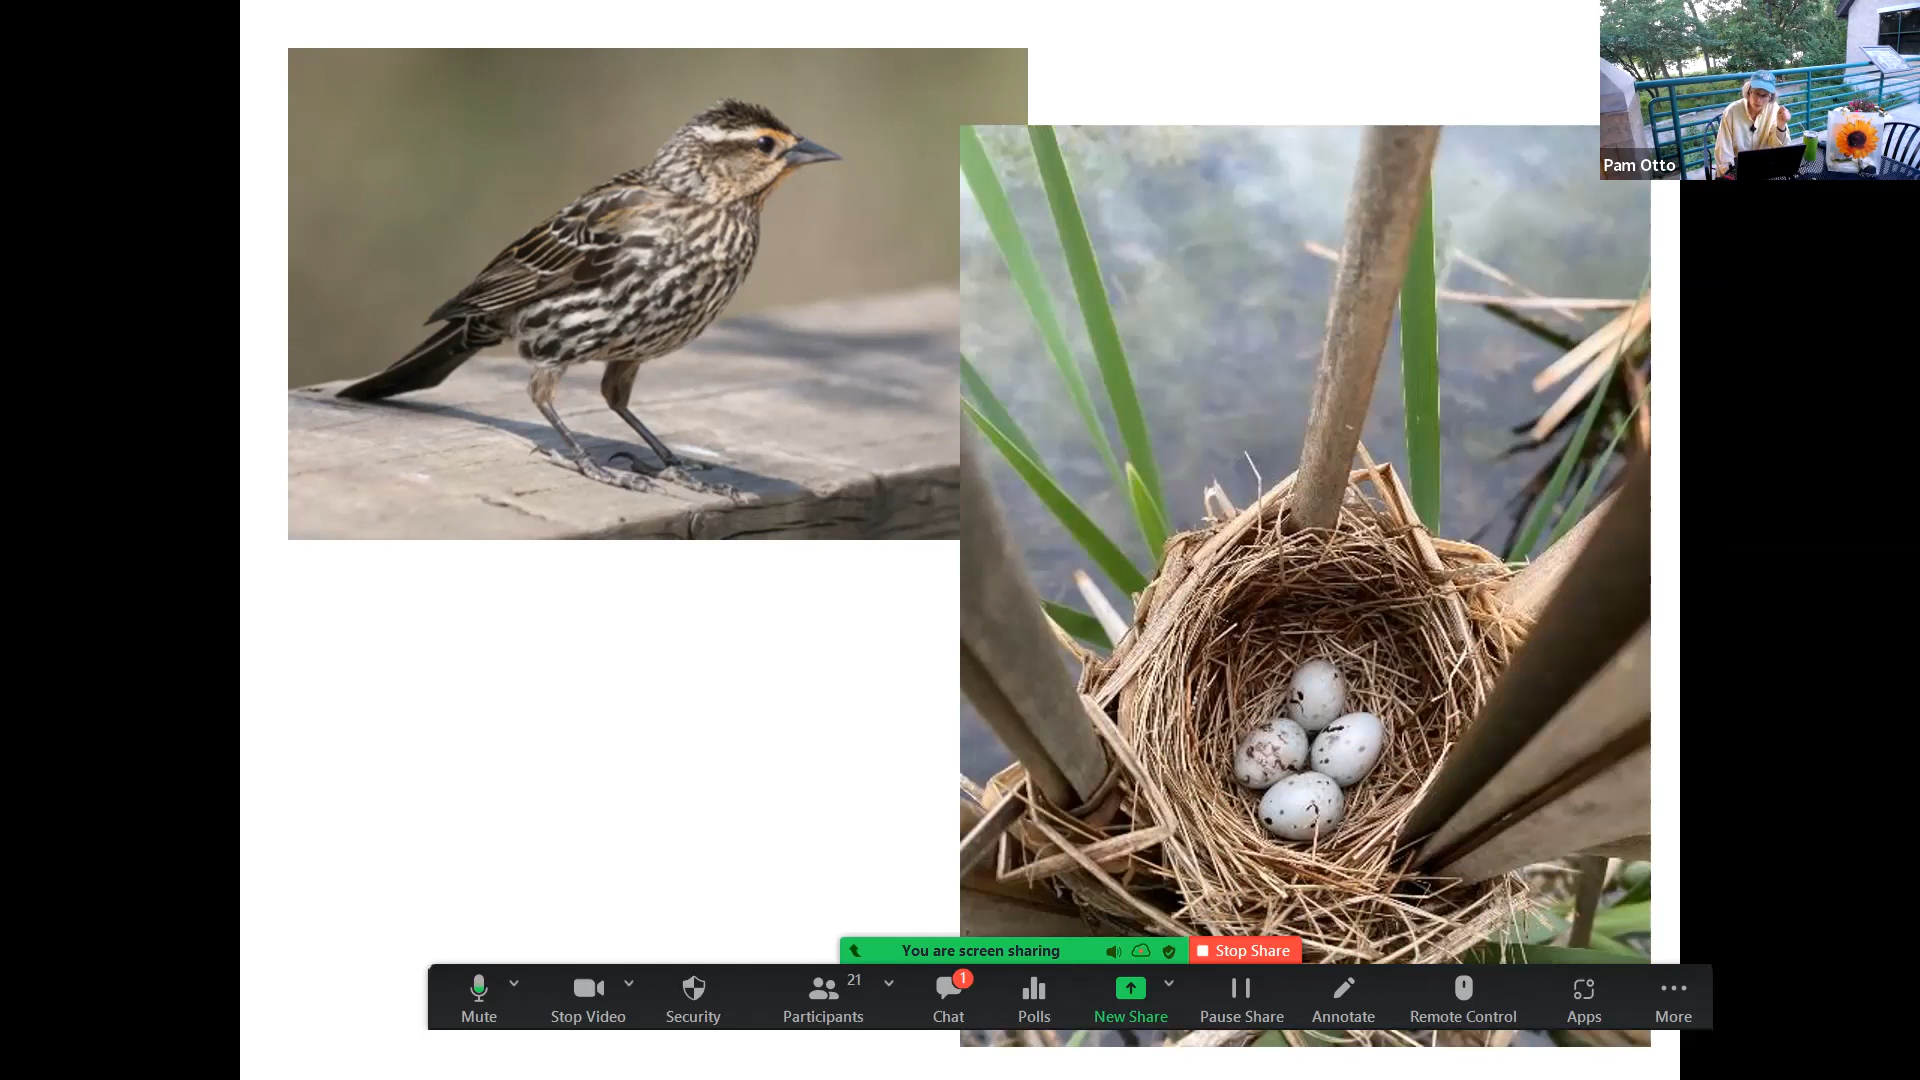 Pam Otto
You are screen sharing
Stop Share
21
1
Mute
Stop Video
Security
Participants
Chat
Polls
New Share
Pause Share
Annotate
Remote Control
Apps
More